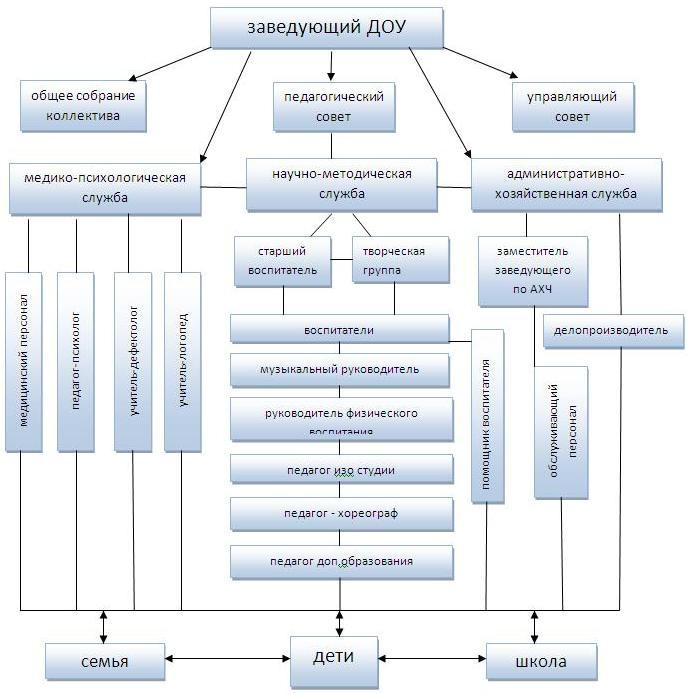 заведующий ДОУ
общее собрание
коллектива
педагогический
совет
управляющий
совет
медико-психологическая
служба
научно-методическая
служба
административно-
хозяйственная служба
старший
воспитатель
творческая
группа
заместитель
заведующего
по АХЧ
делопроизводитель
медицинский персонал
педагог-психолог
учитель-дефектолог
учитель-логопед
воспитатели
музыкальный руководитель
руководитель физического
воспитания
педагог изо студии
педагог - хореограф
педагог доп.образования
помощник воспитателя
обслуживающий
персонал
семья
дети
школа